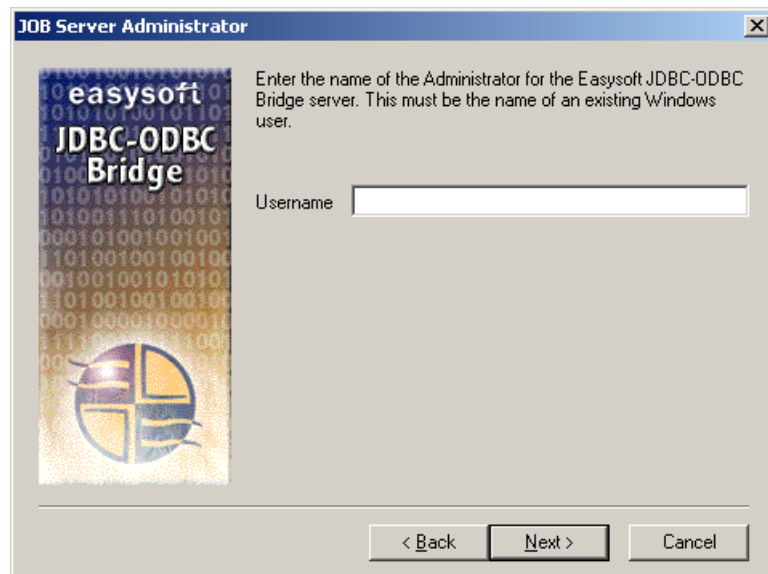 JOB Server Administrator
easysoft
JDBC-ODBC
Bridge
Enter the name of the Administrator for the Easysoft JDBC-ODBC
Bridge server. This must be the name of an existing Windows
user.
Username
< Back
Next >
Cancel